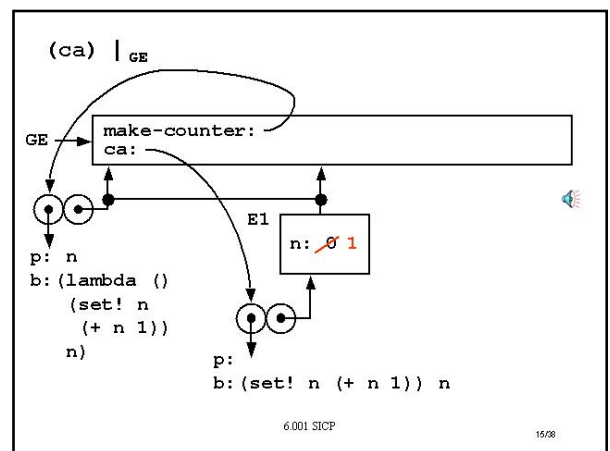 (ca) | GE
GE
make-counter:
ca:
E1
n: 0 1
p: n
b:(lambda ()
(set! n
(+ n 1))
n)
p:
b:(set! n (+ n 1)) n
6.001 SICP
15/38